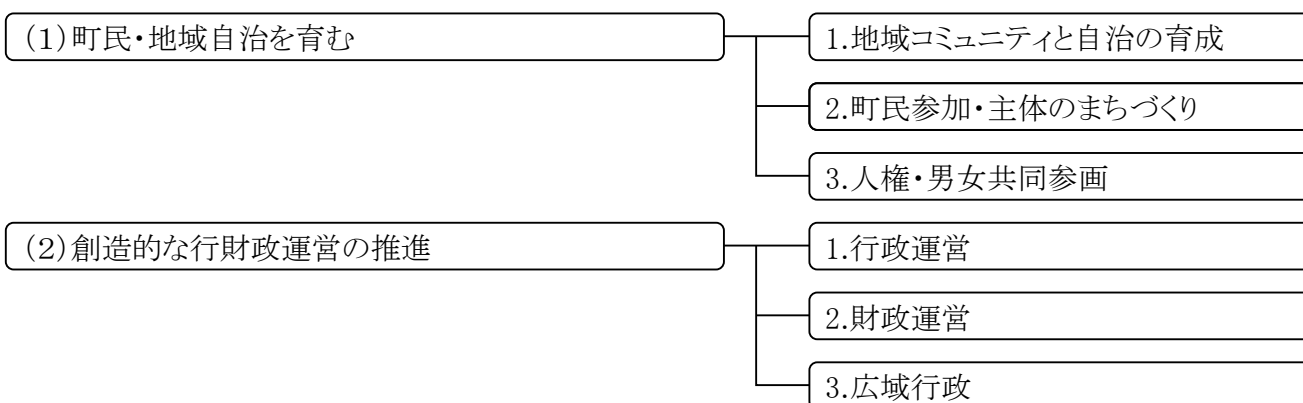 （１）町民・地域自治を育む
1.地域コミュニティと自治の育成
2.町民参加・主体のまちづくり
3.人権・男女共同参画
（２）創造的な行財政運営の推進
1.行政運営
2.財政運営
3.広域行政